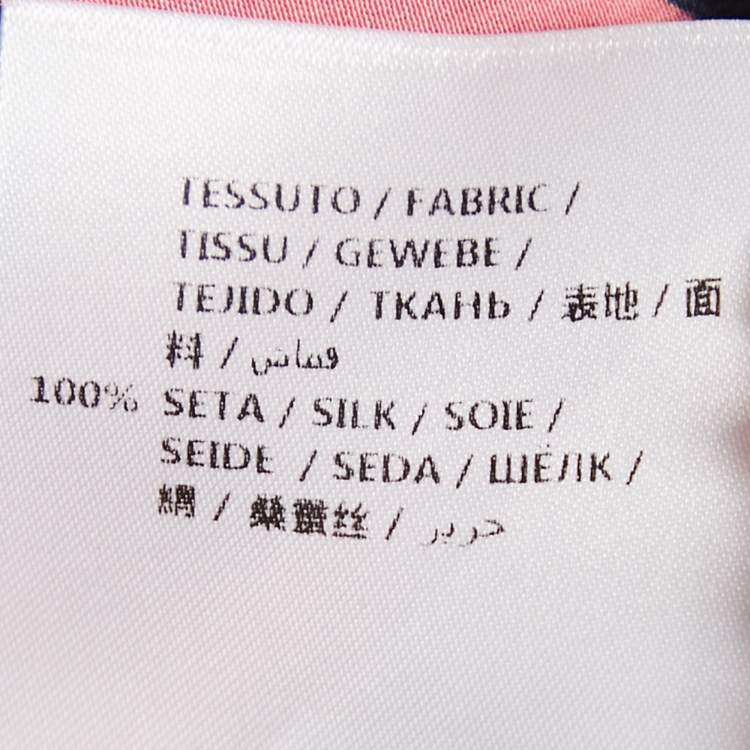 TESSUTO / FABRIC /
TISSU / GEWEBE /
TEJIDO / ТКАНЬ / 表地 / 面
料 / قماش
100% SETA / SILK / SOIE /
SEIDE / SEDA / ШЁЛК /
絹 / 桑蠶丝 / حرير